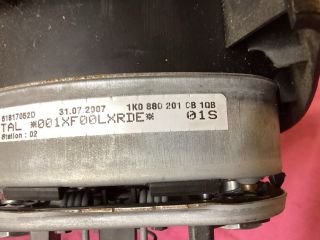 61817052D 31.07.2007 1K0 880 201 CB 1QB
TAL *001XF00LXRDE* 01S
Station: 02